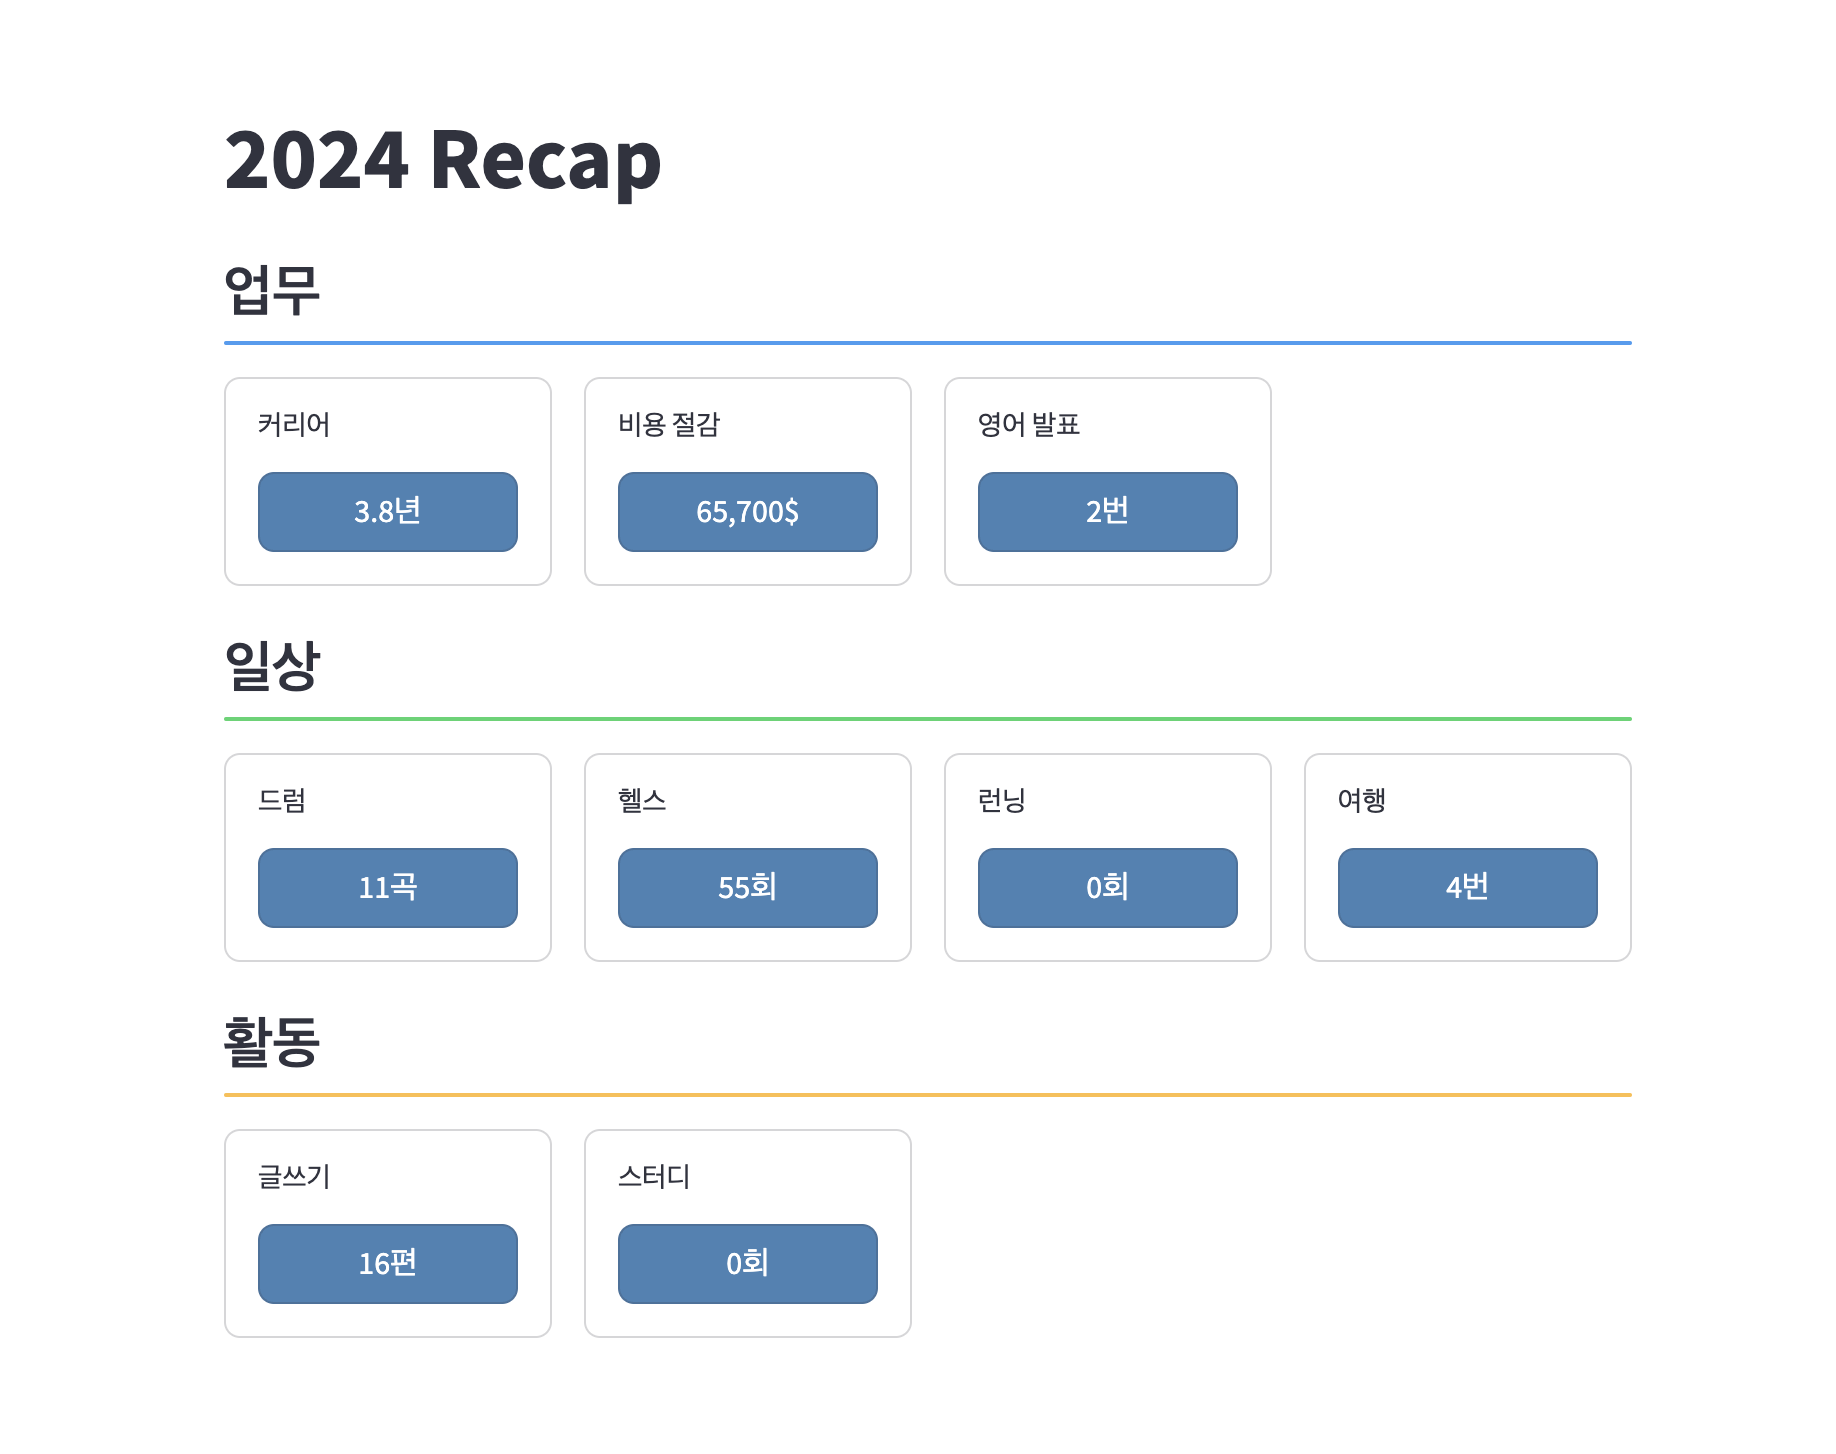 2024 Recap
업무
커리어
비용 절감
영어 발표
3.8년
65,700$
2번
일상
드럼
헬스
런닝
여행
11곡
55회
0회
4번
활동
글쓰기
스터디
16편
0회